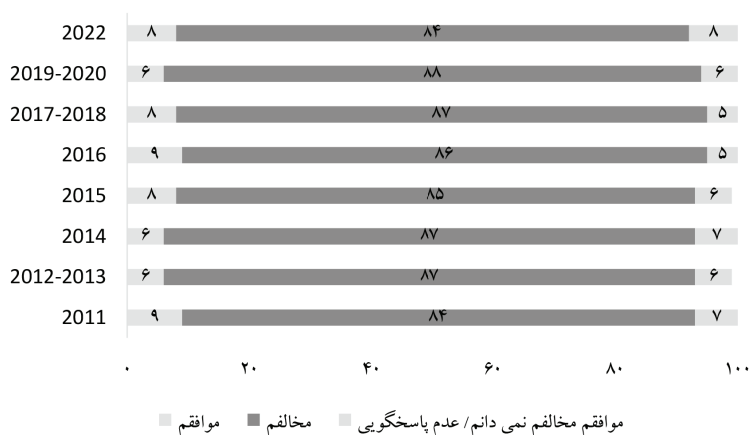 2022 ۸ ۸۴ ۸
2019-2020 ۶ ۸۸ ۶
2017-2018 ۸ ۸۷ ۵
2016 ۹ ۸۶ ۵
2015 ۸ ۸۵ ۶
2014 ۶ ۸۷ ۷
2012-2013 ۶ ۸۷ ۶
2011 ۹ ۸۴ ۷
۰ ۲۰ ۴۰ ۶۰ ۸۰ ۱۰۰
موافقم مخالفم موافقم مخالفم نمی دانم/ عدم پاسخگویی